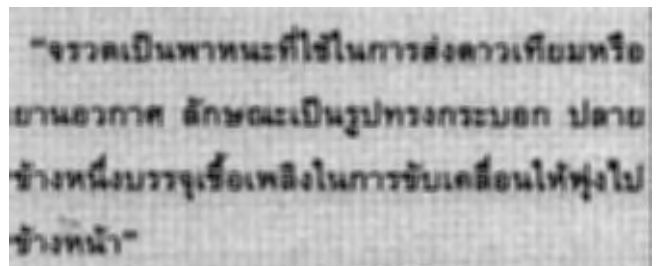 "จรวดเป็นพาหนะที่ใช้ในการส่งดาวเทียมหรือ
ยานอวกาศ ลักษณะเป็นรูปทรงกระบอก ปลาย
ข้างหนึ่งบรรจุเชื้อเพลิงในการขับเคลื่อนให้พุ่งไป
ข้างหน้า"